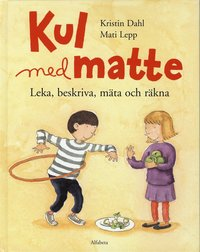 Kristin Dahl
Mati Lepp
Kul
med matte
Leka, beskriva, mäta och räkna
Alfabeta